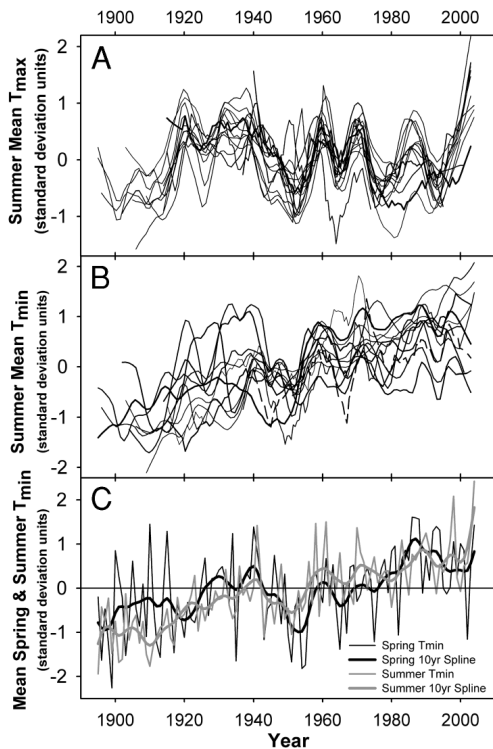 1900 1920 1940 1960 1980 2000
A
Summer Mean Tmax
(standard deviation units)
2
1
0
-1
B
Summer Mean Tmin
(standard deviation units)
2
1
0
-1
-2
C
Mean Spring & Summer Tmin
(standard deviation units)
2
1
0
-1
-2
Spring Tmin
Spring 10yr Spline
Summer Tmin
Summer 10yr Spline
1900 1920 1940 1960 1980 2000
Year